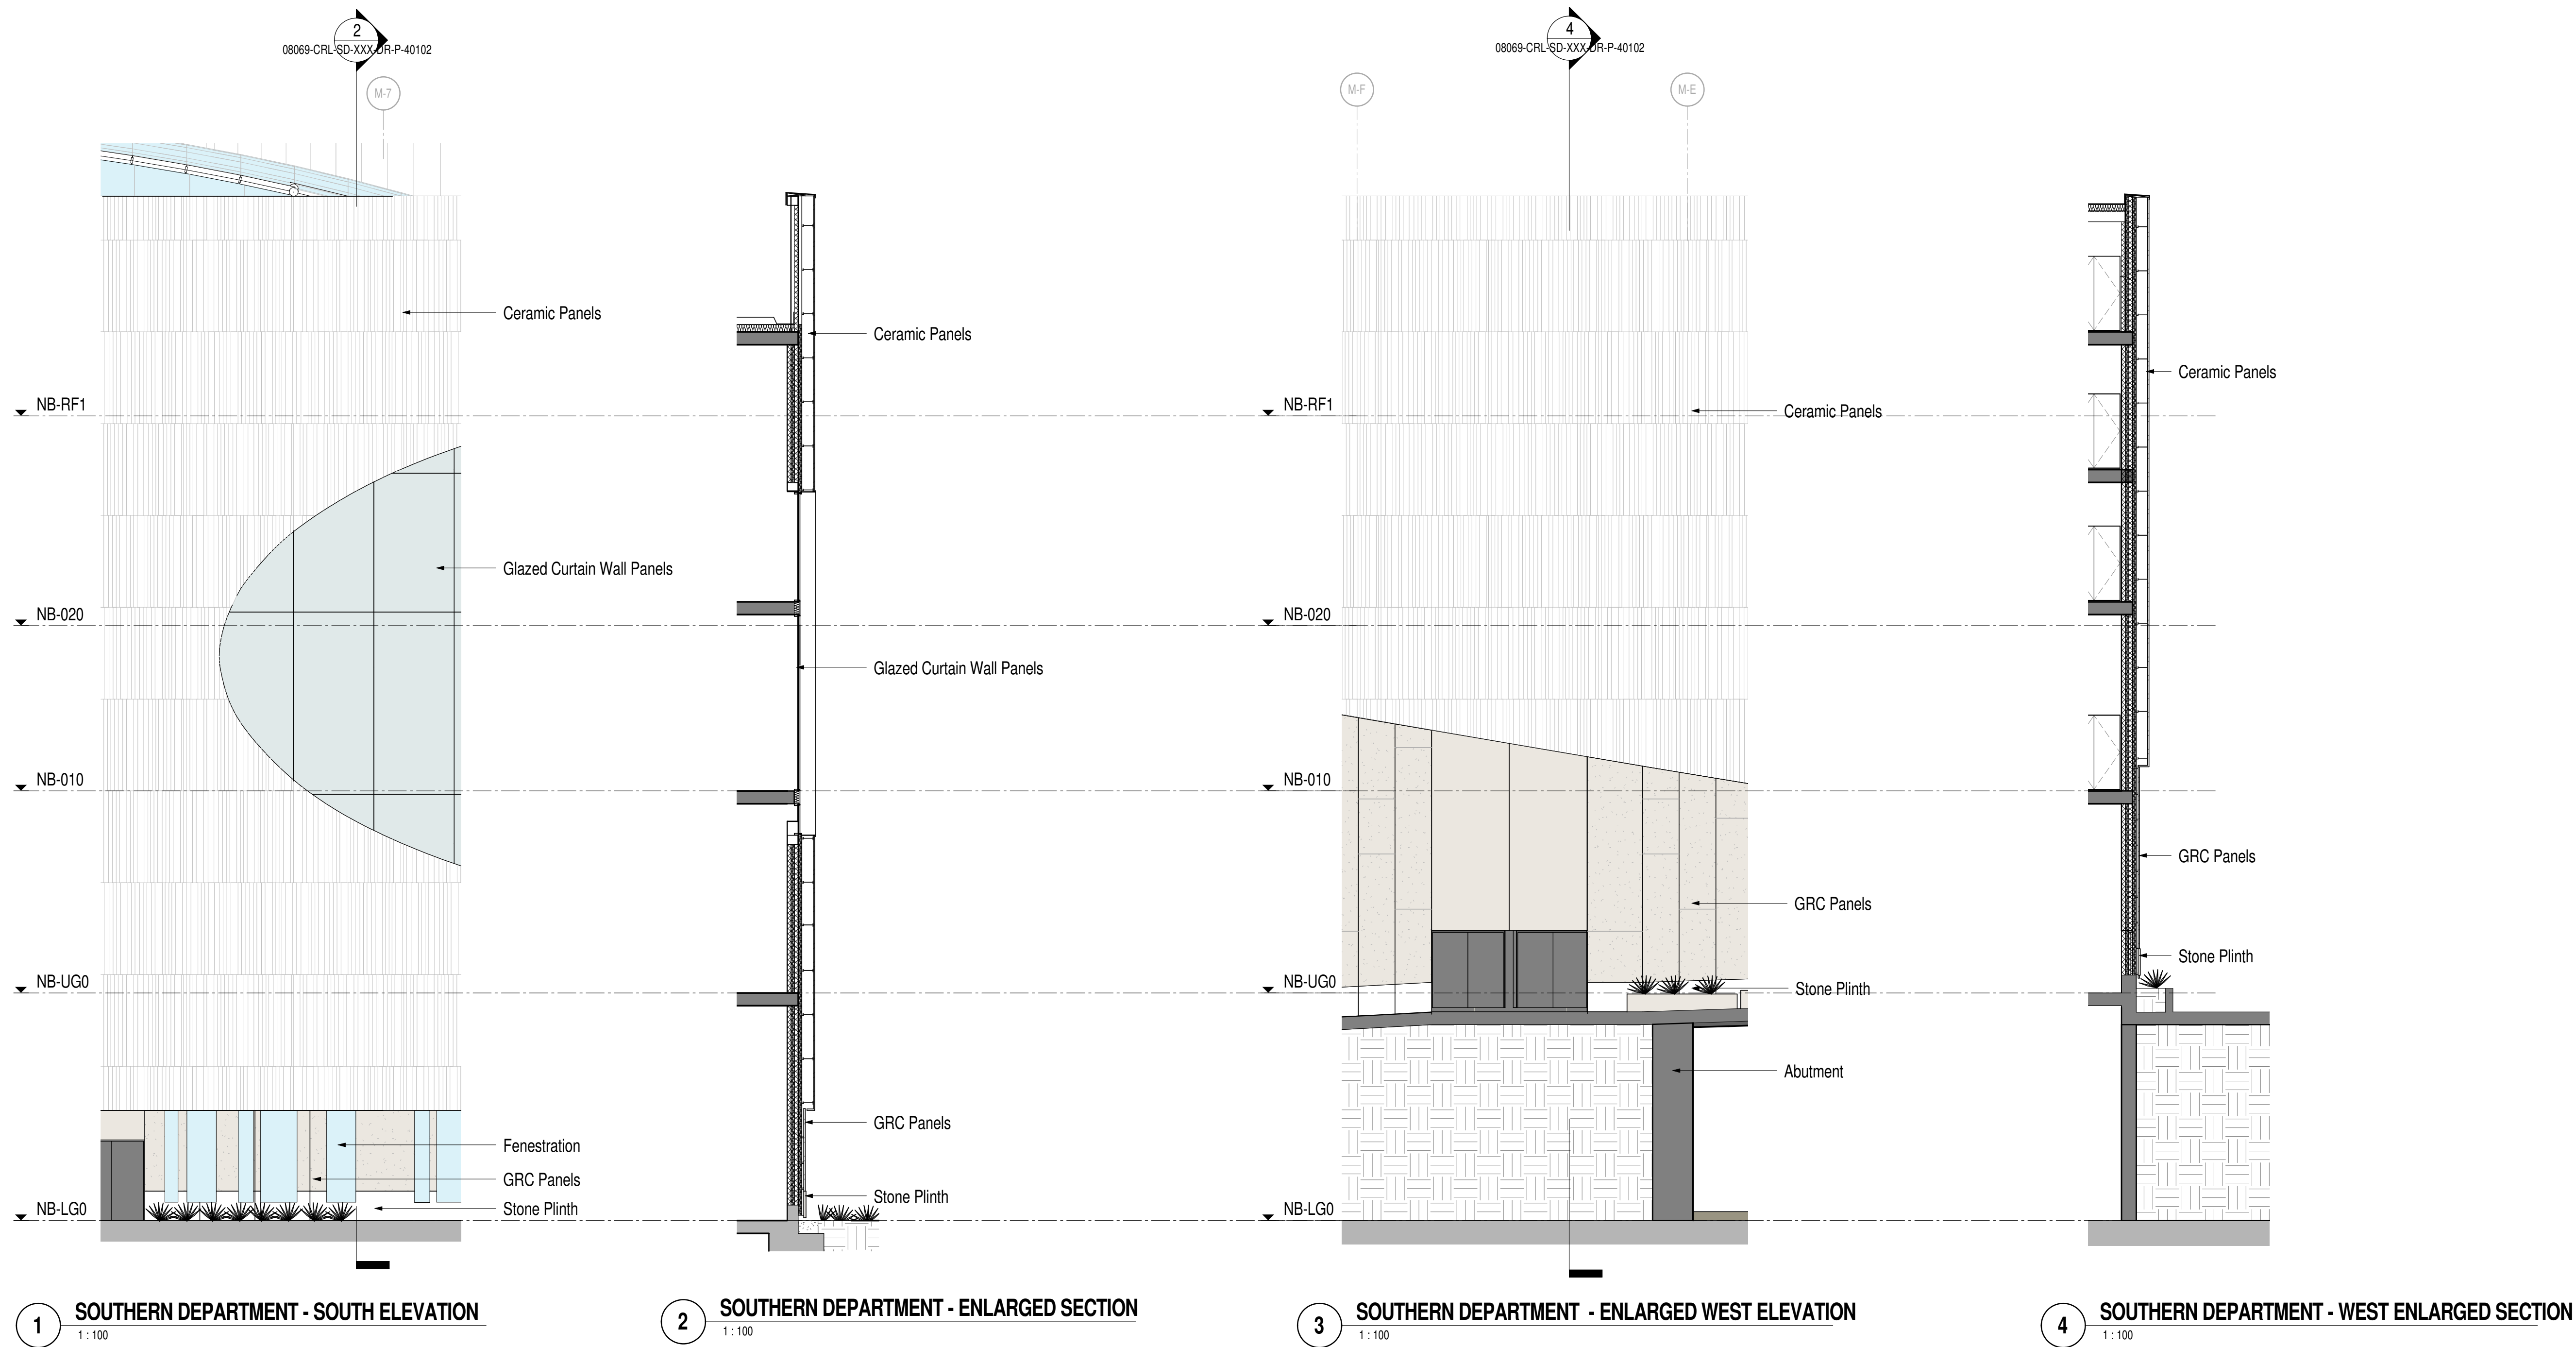 2
08069-CRL-SD-XXX-DR-P-40102
M-7
Ceramic Panels
NB-RF1
Glazed Curtain Wall Panels
NB-020
NB-010
NB-UG0
Fenestration
GRC Panels
Stone Plinth
NB-LG0
1 SOUTHERN DEPARTMENT - SOUTH ELEVATION
1 : 100
Ceramic Panels
Glazed Curtain Wall Panels
GRC Panels
Stone Plinth
2 SOUTHERN DEPARTMENT - ENLARGED SECTION
1 : 100
4
08069-CRL-SD-XXX-DR-P-40102
M-F
M-E
NB-RF1
Ceramic Panels
NB-020
NB-010
GRC Panels
NB-UG0
Stone Plinth
Abutment
NB-LG0
3 SOUTHERN DEPARTMENT - ENLARGED WEST ELEVATION
1 : 100
Ceramic Panels
GRC Panels
Stone Plinth
4 SOUTHERN DEPARTMENT - WEST ENLARGED SECTION
1 : 100